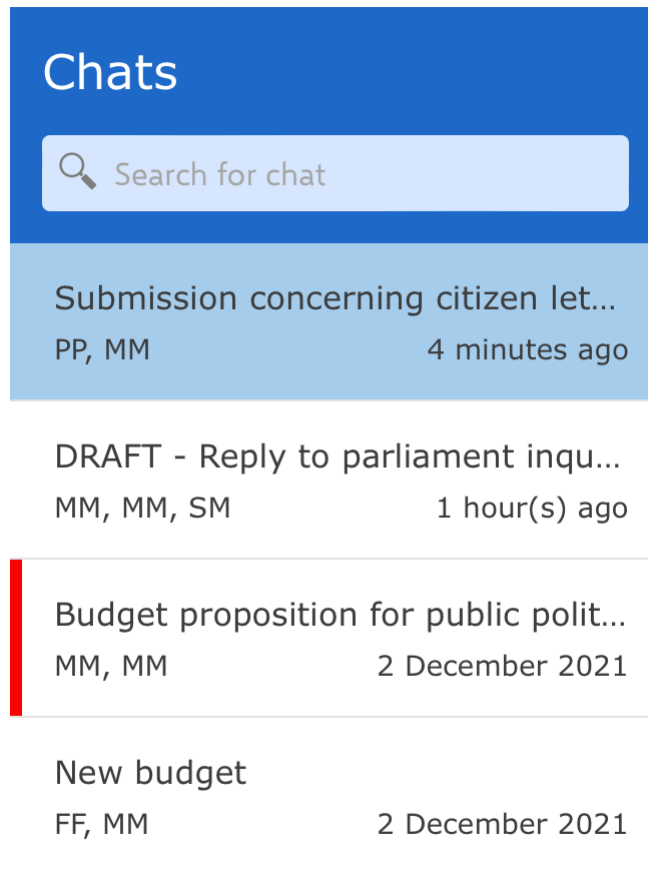 Chats
Search for chat
Submission concerning citizen let...
PP, MM 4 minutes ago
DRAFT - Reply to parliament inqu...
MM, MM, SM 1 hour(s) ago
Budget proposition for public polit...
MM, MM 2 December 2021
New budget
FF, MM 2 December 2021